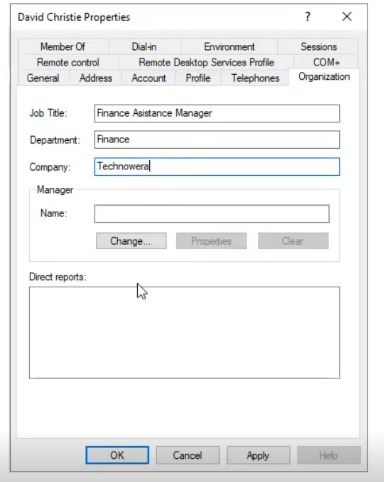 David Christie Properties ? X
Member Of Dial-in Environment Sessions
Remote control Remote Desktop Services Profile COM+
General Address Account Profile Telephones Organization
Job Title: Finance Asistance Manager
Department: Finance
Company: Technowera
Manager
Name:
Change... Properties Clear
Direct reports:
OK Cancel Apply Help